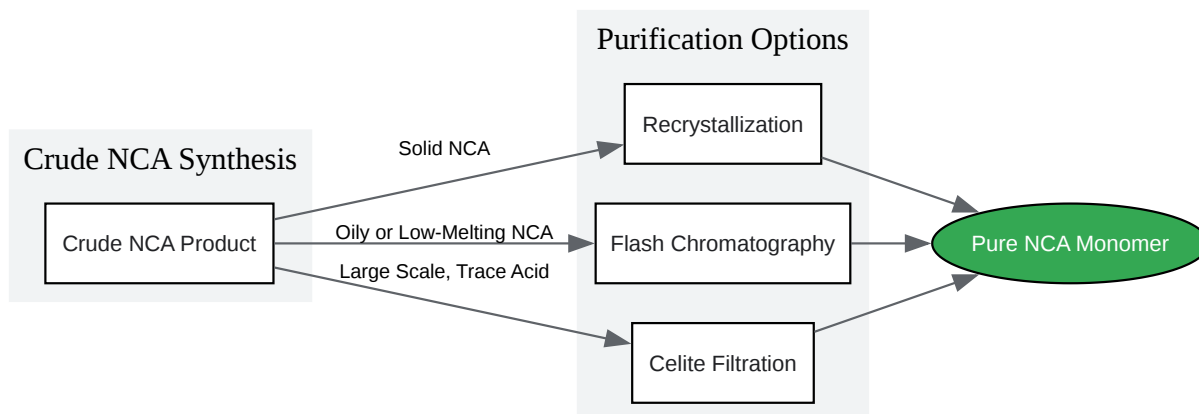 Crude NCA Synthesis
Crude NCA Product
Solid NCA
Oily or Low-Melting NCA
Large Scale, Trace Acid
Purification Options
Recrystallization
Flash Chromatography
Celite Filtration
Pure NCA Monomer